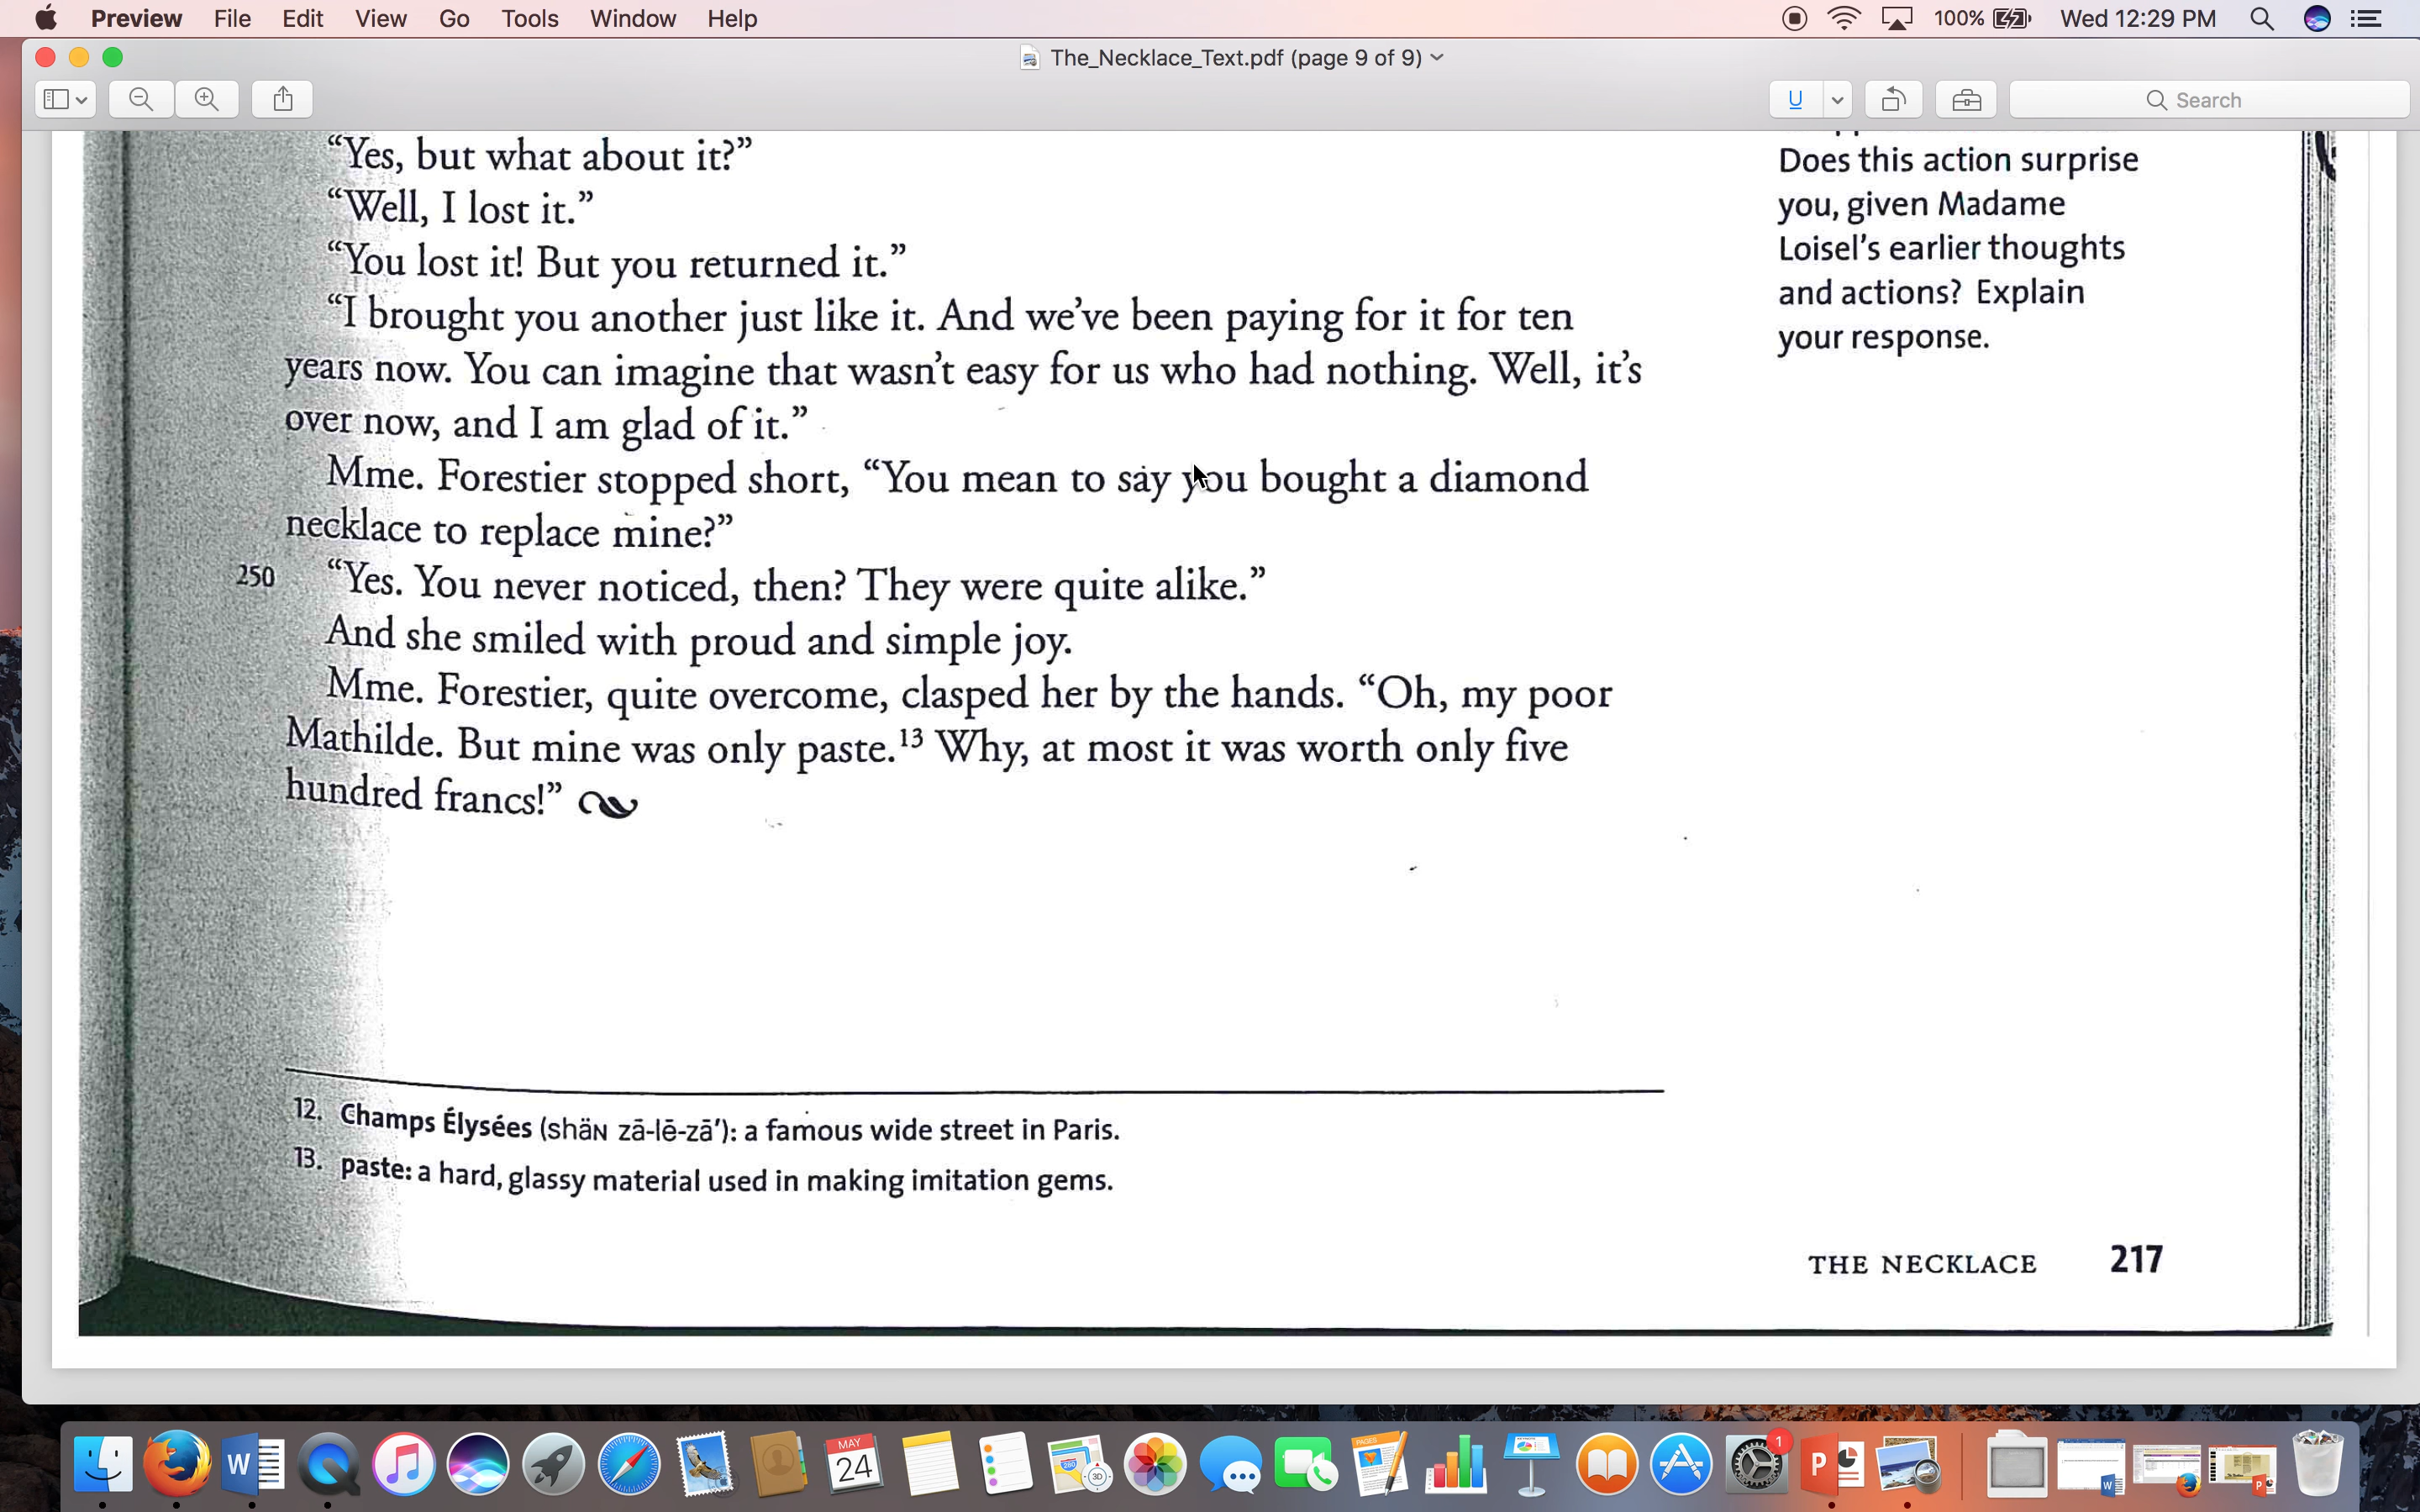 Preview File Edit View Go Tools Window Help 100% Wed 12:29 PM
The_Necklace_Text.pdf (page 9 of 9)
U Search
“Yes, but what about it?”
“Well, I lost it.”
“You lost it! But you returned it.”
“I brought you another just like it. And we’ve been paying for it for ten
years now. You can imagine that wasn’t easy for us who had nothing. Well, it’s
over now, and I am glad of it.”
Mme. Forestier stopped short, “You mean to say you bought a diamond
necklace to replace mine?”
250 “Yes. You never noticed, then? They were quite alike.”
And she smiled with proud and simple joy.
Mme. Forestier, quite overcome, clasped her by the hands. “Oh, my poor
Mathilde. But mine was only paste.13 Why, at most it was worth only five
hundred francs!”
Does this action surprise
you, given Madame
Loisel’s earlier thoughts
and actions? Explain
your response.
12. Champs Élysées (shäN zā-lē-zā′): a famous wide street in Paris.
13. paste: a hard, glassy material used in making imitation gems.
THE NECKLACE 217
W MAY 24 280 3D PAGES 1 P W P